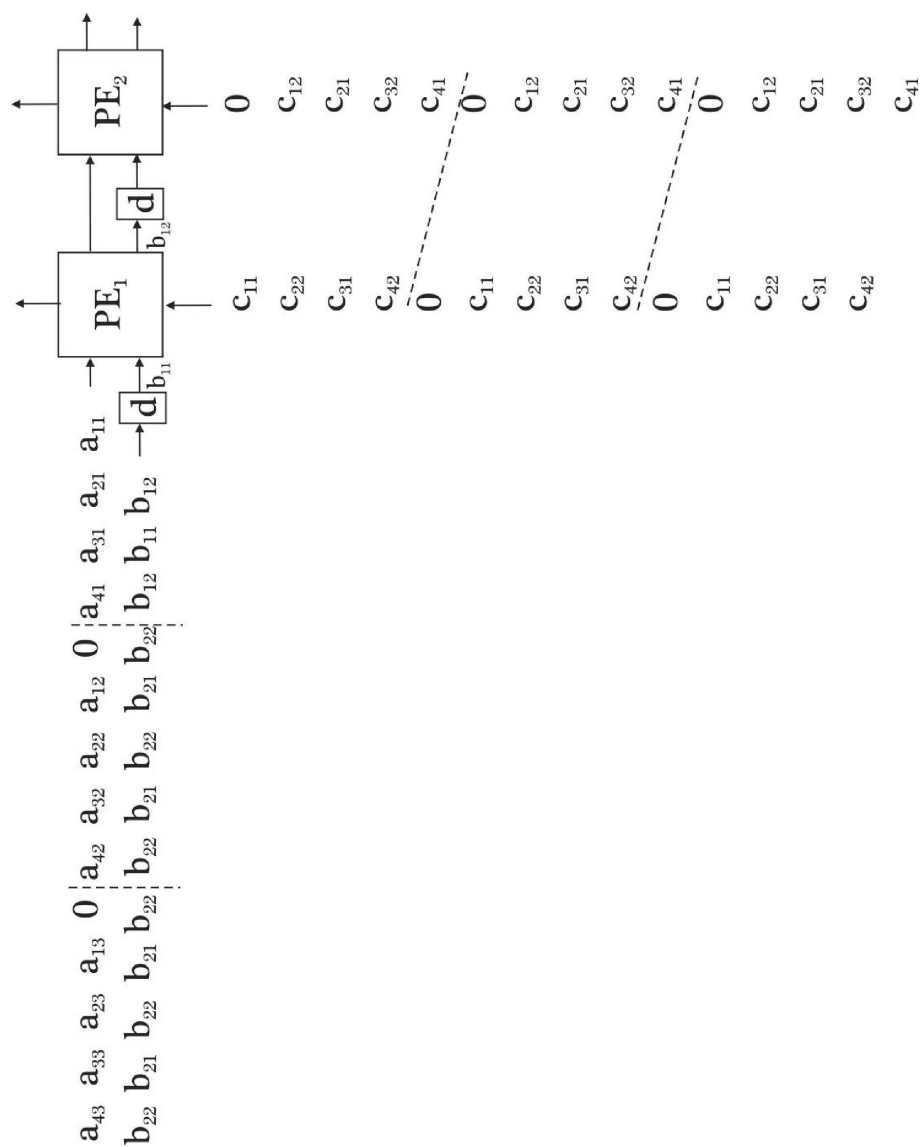 a₄₃ a₃₃ a₂₃ a₁₃ 0 a₄₂ a₃₂ a₂₂ a₁₂ 0 a₄₁ a₃₁ a₂₁ a₁₁
PE₁ PE₂
b₂₂ b₂₁ b₂₂ b₂₁ b₂₂ b₂₂ b₂₁ b₂₂ b₂₁ b₂₂ b₁₂ b₁₁ b₁₂ d d
b₁₁ b₁₂
c₁₁ 0
c₂₂ c₁₂
c₃₁ c₂₁
c₄₂ c₃₂
0 c₄₁
c₁₁ 0
c₂₂ c₁₂
c₃₁ c₂₁
c₄₂ c₃₂
0 c₄₁
c₁₁ 0
c₂₂ c₁₂
c₃₁ c₂₁
c₄₂ c₃₂
c₄₁